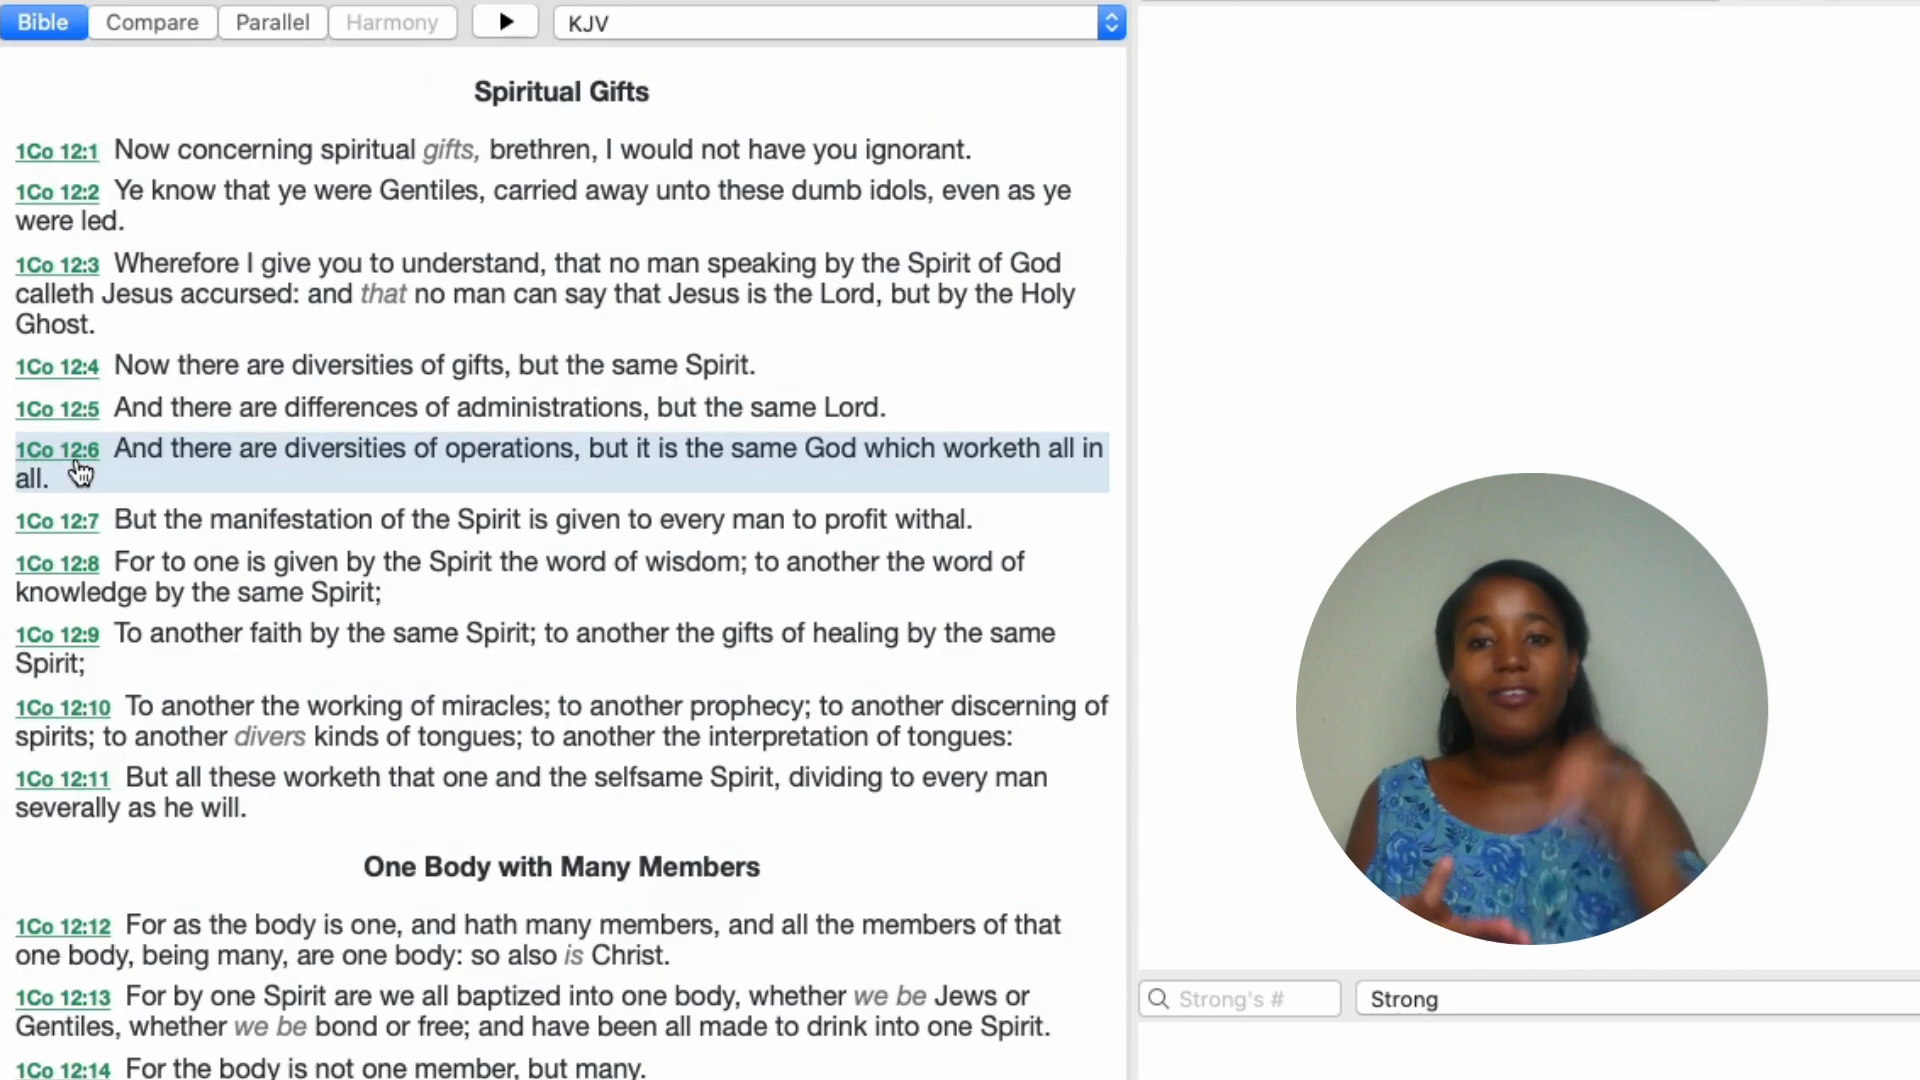 Bible Compare Parallel Harmony KJV
Spiritual Gifts
1Co 12:1 Now concerning spiritual gifts, brethren, I would not have you ignorant.
1Co 12:2 Ye know that ye were Gentiles, carried away unto these dumb idols, even as ye
were led.
1Co 12:3 Wherefore I give you to understand, that no man speaking by the Spirit of God
calleth Jesus accursed: and that no man can say that Jesus is the Lord, but by the Holy
Ghost.
1Co 12:4 Now there are diversities of gifts, but the same Spirit.
1Co 12:5 And there are differences of administrations, but the same Lord.
1Co 12:6 And there are diversities of operations, but it is the same God which worketh all in
all.
1Co 12:7 But the manifestation of the Spirit is given to every man to profit withal.
1Co 12:8 For to one is given by the Spirit the word of wisdom; to another the word of
knowledge by the same Spirit;
1Co 12:9 To another faith by the same Spirit; to another the gifts of healing by the same
Spirit;
1Co 12:10 To another the working of miracles; to another prophecy; to another discerning of
spirits; to another divers kinds of tongues; to another the interpretation of tongues:
1Co 12:11 But all these worketh that one and the selfsame Spirit, dividing to every man
severally as he will.
One Body with Many Members
1Co 12:12 For as the body is one, and hath many members, and all the members of that
one body, being many, are one body: so also is Christ.
1Co 12:13 For by one Spirit are we all baptized into one body, whether we be Jews or
Gentiles, whether we be bond or free; and have been all made to drink into one Spirit.
1Co 12:14 For the body is not one member, but many.
Strong's # Strong